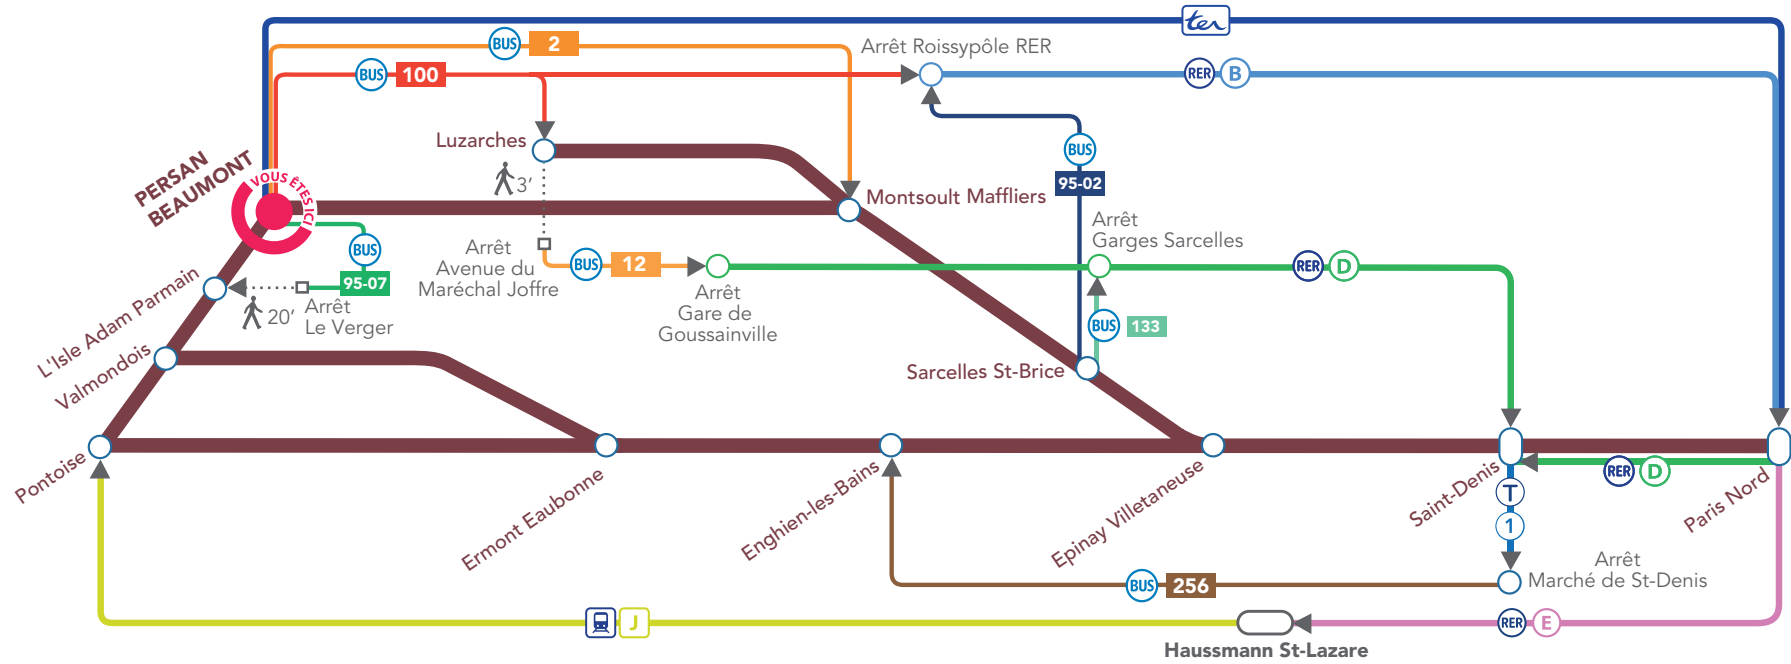 ter
BUS 2
Arrêt Roissypôle RER
BUS 100
RER B
Luzarches
PERSAN
BEAUMONT
VOUS ÊTES ICI
3'
BUS
95-02
Montsoult Maffliers
Arrêt
Garges Sarcelles
BUS
95-07
Arrêt
Avenue du
Maréchal Joffre
BUS 12
RER D
L'Isle Adam Parmain
20'
Arrêt
Le Verger
Arrêt
Gare de
Goussainville
BUS 133
Valmondois
Sarcelles St-Brice
Pontoise
Ermont Eaubonne
Enghien-les-Bains
Epinay Villetaneuse
Saint-Denis
RER D
Paris Nord
T
1
Arrêt
Marché de St-Denis
BUS 256
J
RER E
Haussmann St-Lazare